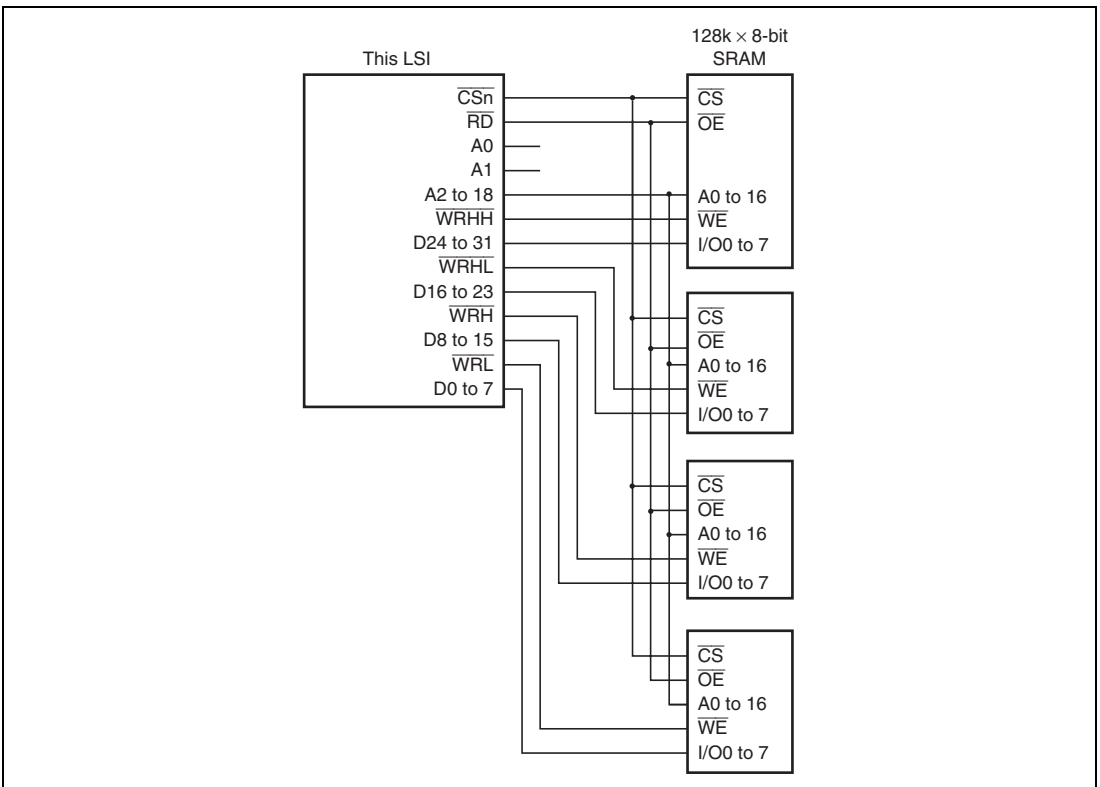 128k × 8-bit
SRAM
This LSI
CSn
RD
A0
A1
A2 to 18
WRHH
D24 to 31
WRHL
D16 to 23
WRH
D8 to 15
WRL
D0 to 7
CS
OE
A0 to 16
WE
I/O0 to 7
CS
OE
A0 to 16
WE
I/O0 to 7
CS
OE
A0 to 16
WE
I/O0 to 7
CS
OE
A0 to 16
WE
I/O0 to 7